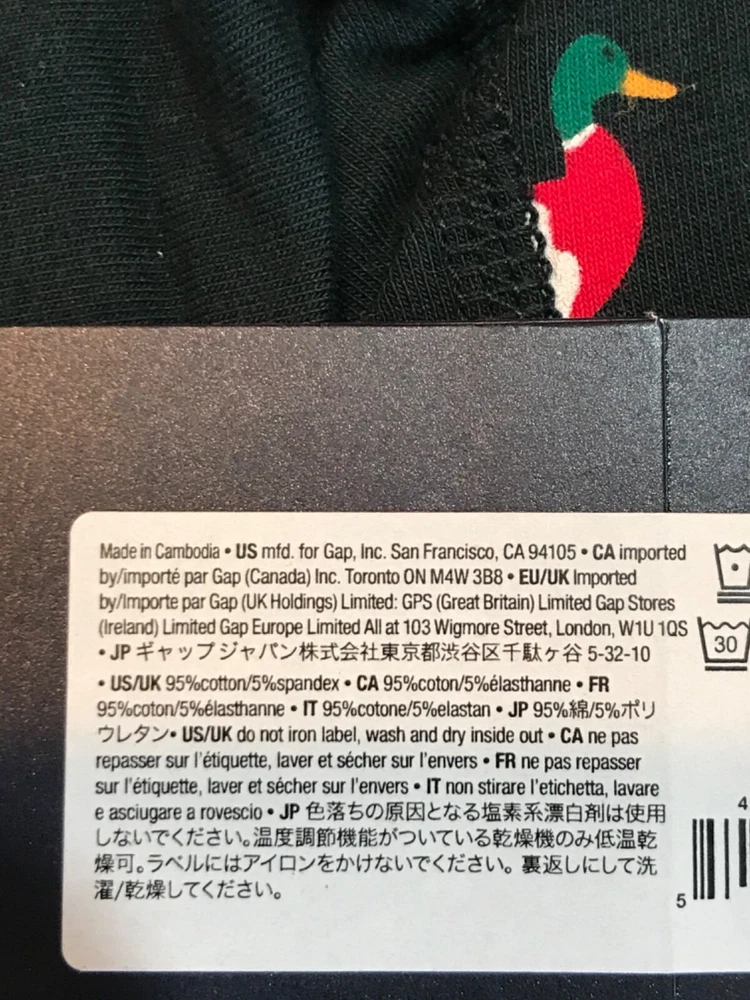 Made in Cambodia • US mfd. for Gap, Inc. San Francisco, CA 94105 • CA imported
by/importé par Gap (Canada) Inc. Toronto ON M4W 3B8 • EU/UK Imported
by/Importe par Gap (UK Holdings) Limited: GPS (Great Britain) Limited Gap Stores
(Ireland) Limited Gap Europe Limited All at 103 Wigmore Street, London, W1U 1QS
• JP ギャップジャパン株式会社東京都渋谷区千駄ヶ谷 5-32-10
• US/UK 95%cotton/5%spandex • CA 95%coton/5%élasthanne • FR
95%coton/5%élasthanne • IT 95%cotone/5%elastan • JP 95%綿/5%ポリ
ウレタン• US/UK do not iron label, wash and dry inside out • CA ne pas
repasser sur l'étiquette, laver et sécher sur l'envers • FR ne pas repasser
sur l'étiquette, laver et sécher sur l'envers • IT non stirare l'etichetta, lavare
e asciugare a rovescio • JP 色落ちの原因となる塩素系漂白剤は使用
しないでください。温度調節機能がついている乾燥機のみ低温乾
燥可。ラベルにはアイロンをかけないでください。裏返しにして洗
濯/乾燥してください。
30
4
5